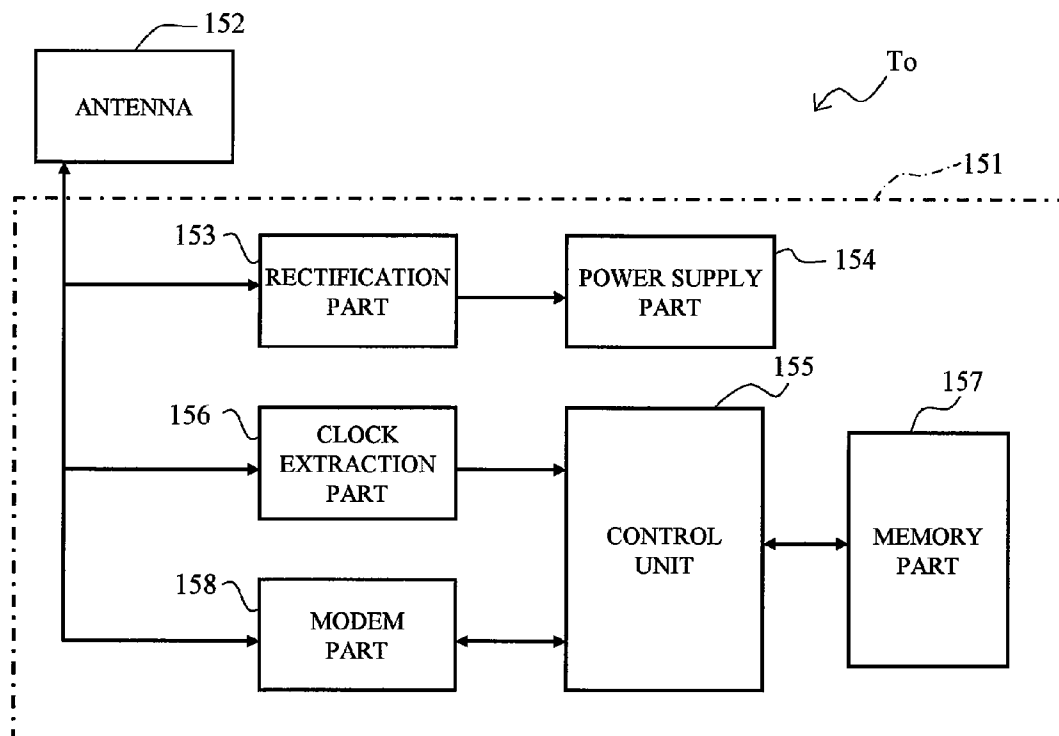 152
ANTENNA
To
151
153
RECTIFICATION
PART
POWER SUPPLY
PART
154
155
156
CLOCK
EXTRACTION
PART
157
CONTROL
UNIT
MEMORY
PART
158
MODEM
PART